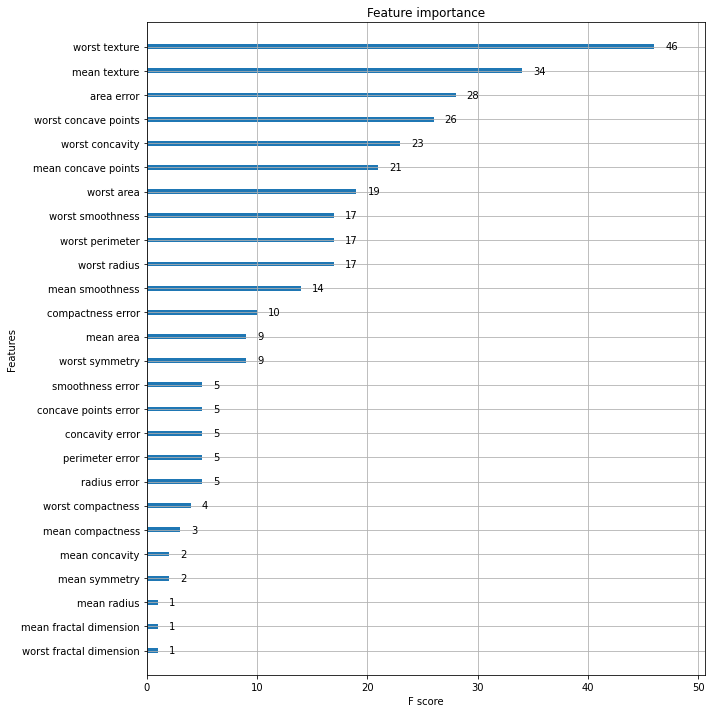 Feature importance
worst texture 46
mean texture 34
area error 28
worst concave points 26
worst concavity 23
mean concave points 21
worst area 19
worst smoothness 17
worst perimeter 17
worst radius 17
mean smoothness 14
compactness error 10
mean area 9
worst symmetry 9
smoothness error 5
concave points error 5
concavity error 5
perimeter error 5
radius error 5
worst compactness 4
mean compactness 3
mean concavity 2
mean symmetry 2
mean radius 1
mean fractal dimension 1
worst fractal dimension 1
Features
0 10 20 30 40 50
F score